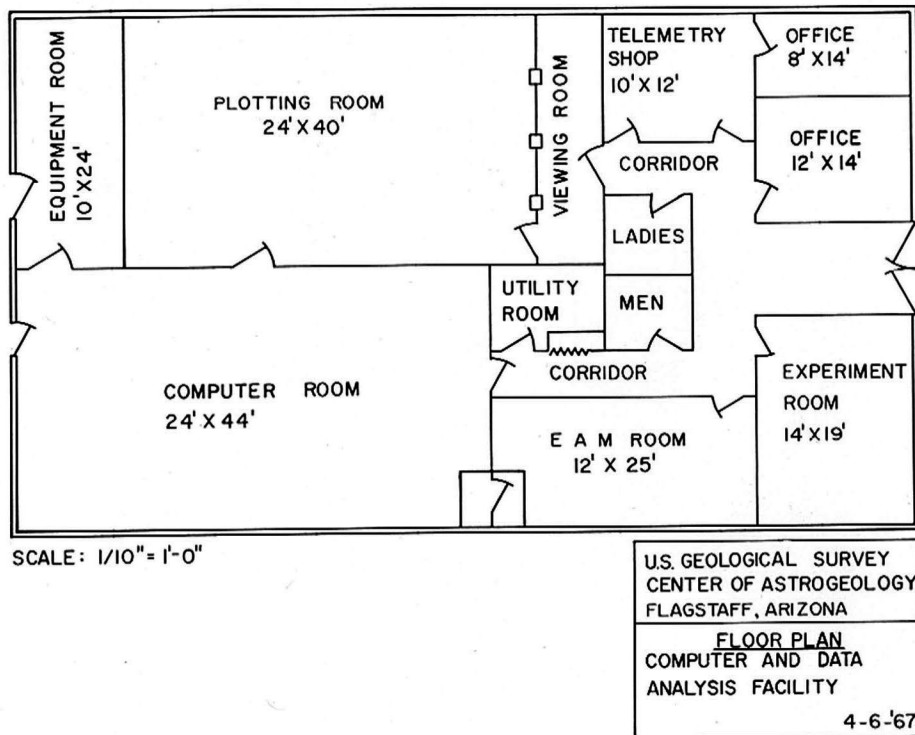 EQUIPMENT ROOM
10'X24'
PLOTTING ROOM
24'X40'
VIEWING ROOM
TELEMETRY
SHOP
10'X12'
OFFICE
8'X14'
OFFICE
12'X14'
CORRIDOR
LADIES
UTILITY
ROOM
MEN
CORRIDOR
COMPUTER ROOM
24'X44'
E A M ROOM
12' X 25'
EXPERIMENT
ROOM
14'X19'
SCALE: 1/10"= 1'-0"
U.S. GEOLOGICAL SURVEY
CENTER OF ASTROGEOLOGY
FLAGSTAFF, ARIZONA
FLOOR PLAN
COMPUTER AND DATA
ANALYSIS FACILITY
4-6-'67